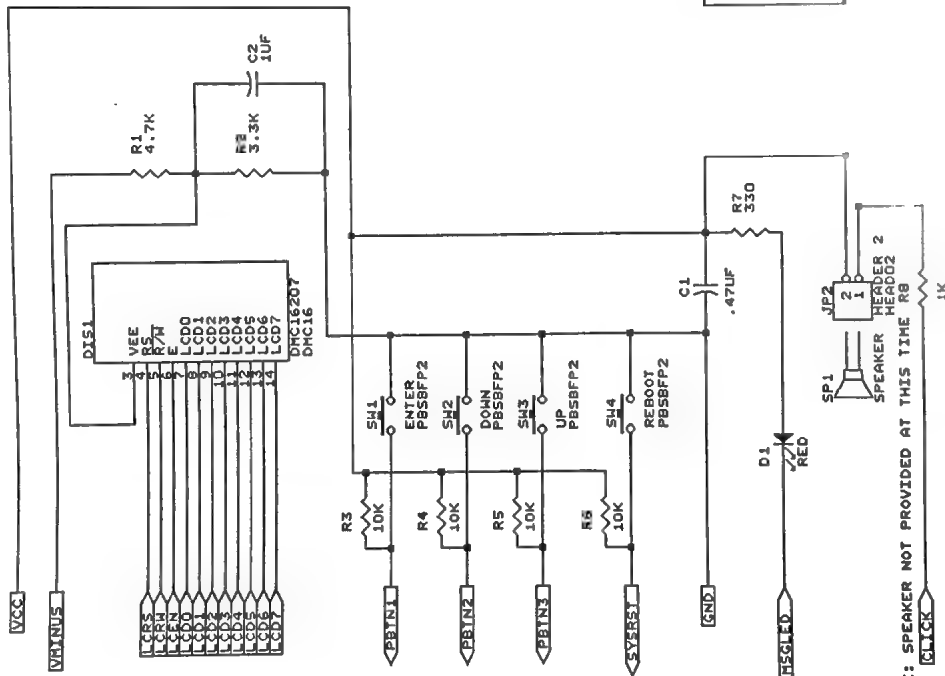 C2
1UF
R1
4.7K
3.3K
R7
330
DIS1
VEE
RS
R/W
E
LCD0
LCD1
LCD2
LCD3
LCD4
LCD5
LCD6
LCD7
3
4
5
6
7
8
9
10
11
12
13
14
DMC16207
DMC16
C1
.47UF
JP2
2
1
HEADER 2
HEAD02
R8
1K
SP1
SPEAKER
SW1
ENTER
PBSBFP2
SW2
DOWN
PBSBFP2
SW3
UP
PBSBFP2
SW4
REBOOT
PBSBFP2
D1
RED
R3
10K
R4
10K
R5
10K
R6
10K
VCC
VMINUS
LCRS
LCRW
LCEN
LCD0
LCD1
LCD2
LCD3
LCD4
LCD5
LCD6
LCD7
PBTN1
PBTN2
PBTN3
SYSRST
GND
MSGLED
: SPEAKER NOT PROVIDED AT THIS TIME
CLICK